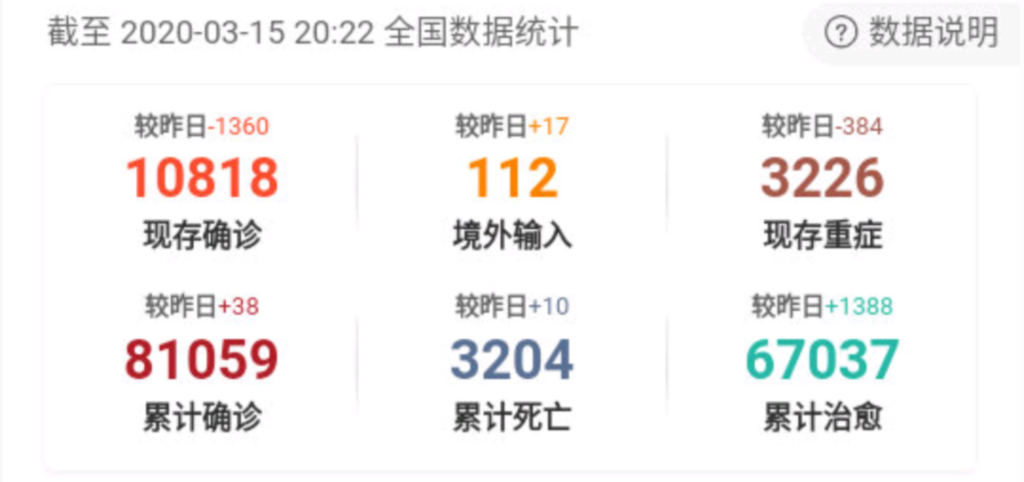 截至 2020-03-15 20:22 全国数据统计
? 数据说明
较昨日-1360
10818
现存确诊
较昨日+17
112
境外输入
较昨日-384
3226
现存重症
较昨日+38
81059
累计确诊
较昨日+10
3204
累计死亡
较昨日+1388
67037
累计治愈